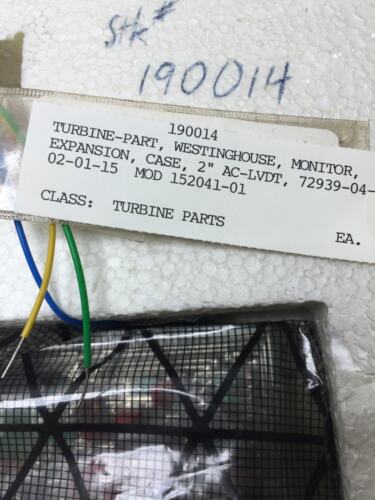 Stk#
190014
190014
TURBINE-PART, WESTINGHOUSE, MONITOR,
EXPANSION, CASE, 2" AC-LVDT, 72939-04-
02-01-15 MOD 152041-01
CLASS: TURBINE PARTS
EA.